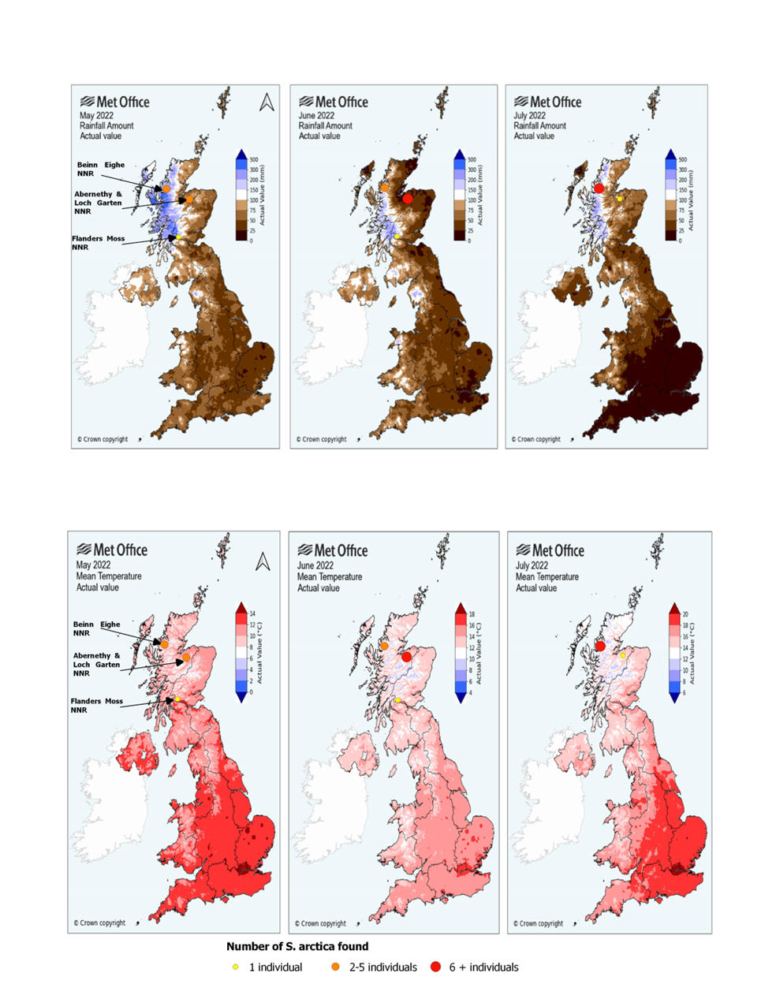 Met Office
May 2022
Rainfall Amount
Actual value
Beinn Eighe
NNR
Abernethy &
Loch Garten
NNR
Flanders Moss
NNR
500
300
200
150
100
75
50
25
0
Actual Value (mm)
© Crown copyright
Met Office
June 2022
Rainfall Amount
Actual value
500
300
200
150
100
75
50
25
0
Actual Value (mm)
© Crown copyright
Met Office
July 2022
Rainfall Amount
Actual value
500
300
200
150
100
75
50
25
0
Actual Value (mm)
© Crown copyright
Met Office
May 2022
Mean Temperature
Actual value
Beinn Eighe
NNR
Abernethy &
Loch Garten
NNR
Flanders Moss
NNR
14
12
10
8
6
4
2
0
Actual Value (°C)
© Crown copyright
Met Office
June 2022
Mean Temperature
Actual value
18
16
14
12
10
8
6
4
Actual Value (°C)
© Crown copyright
Met Office
July 2022
Mean Temperature
Actual value
20
18
16
14
12
10
8
6
Actual Value (°C)
© Crown copyright
Number of S. arctica found
1 individual
2-5 individuals
6 + individuals